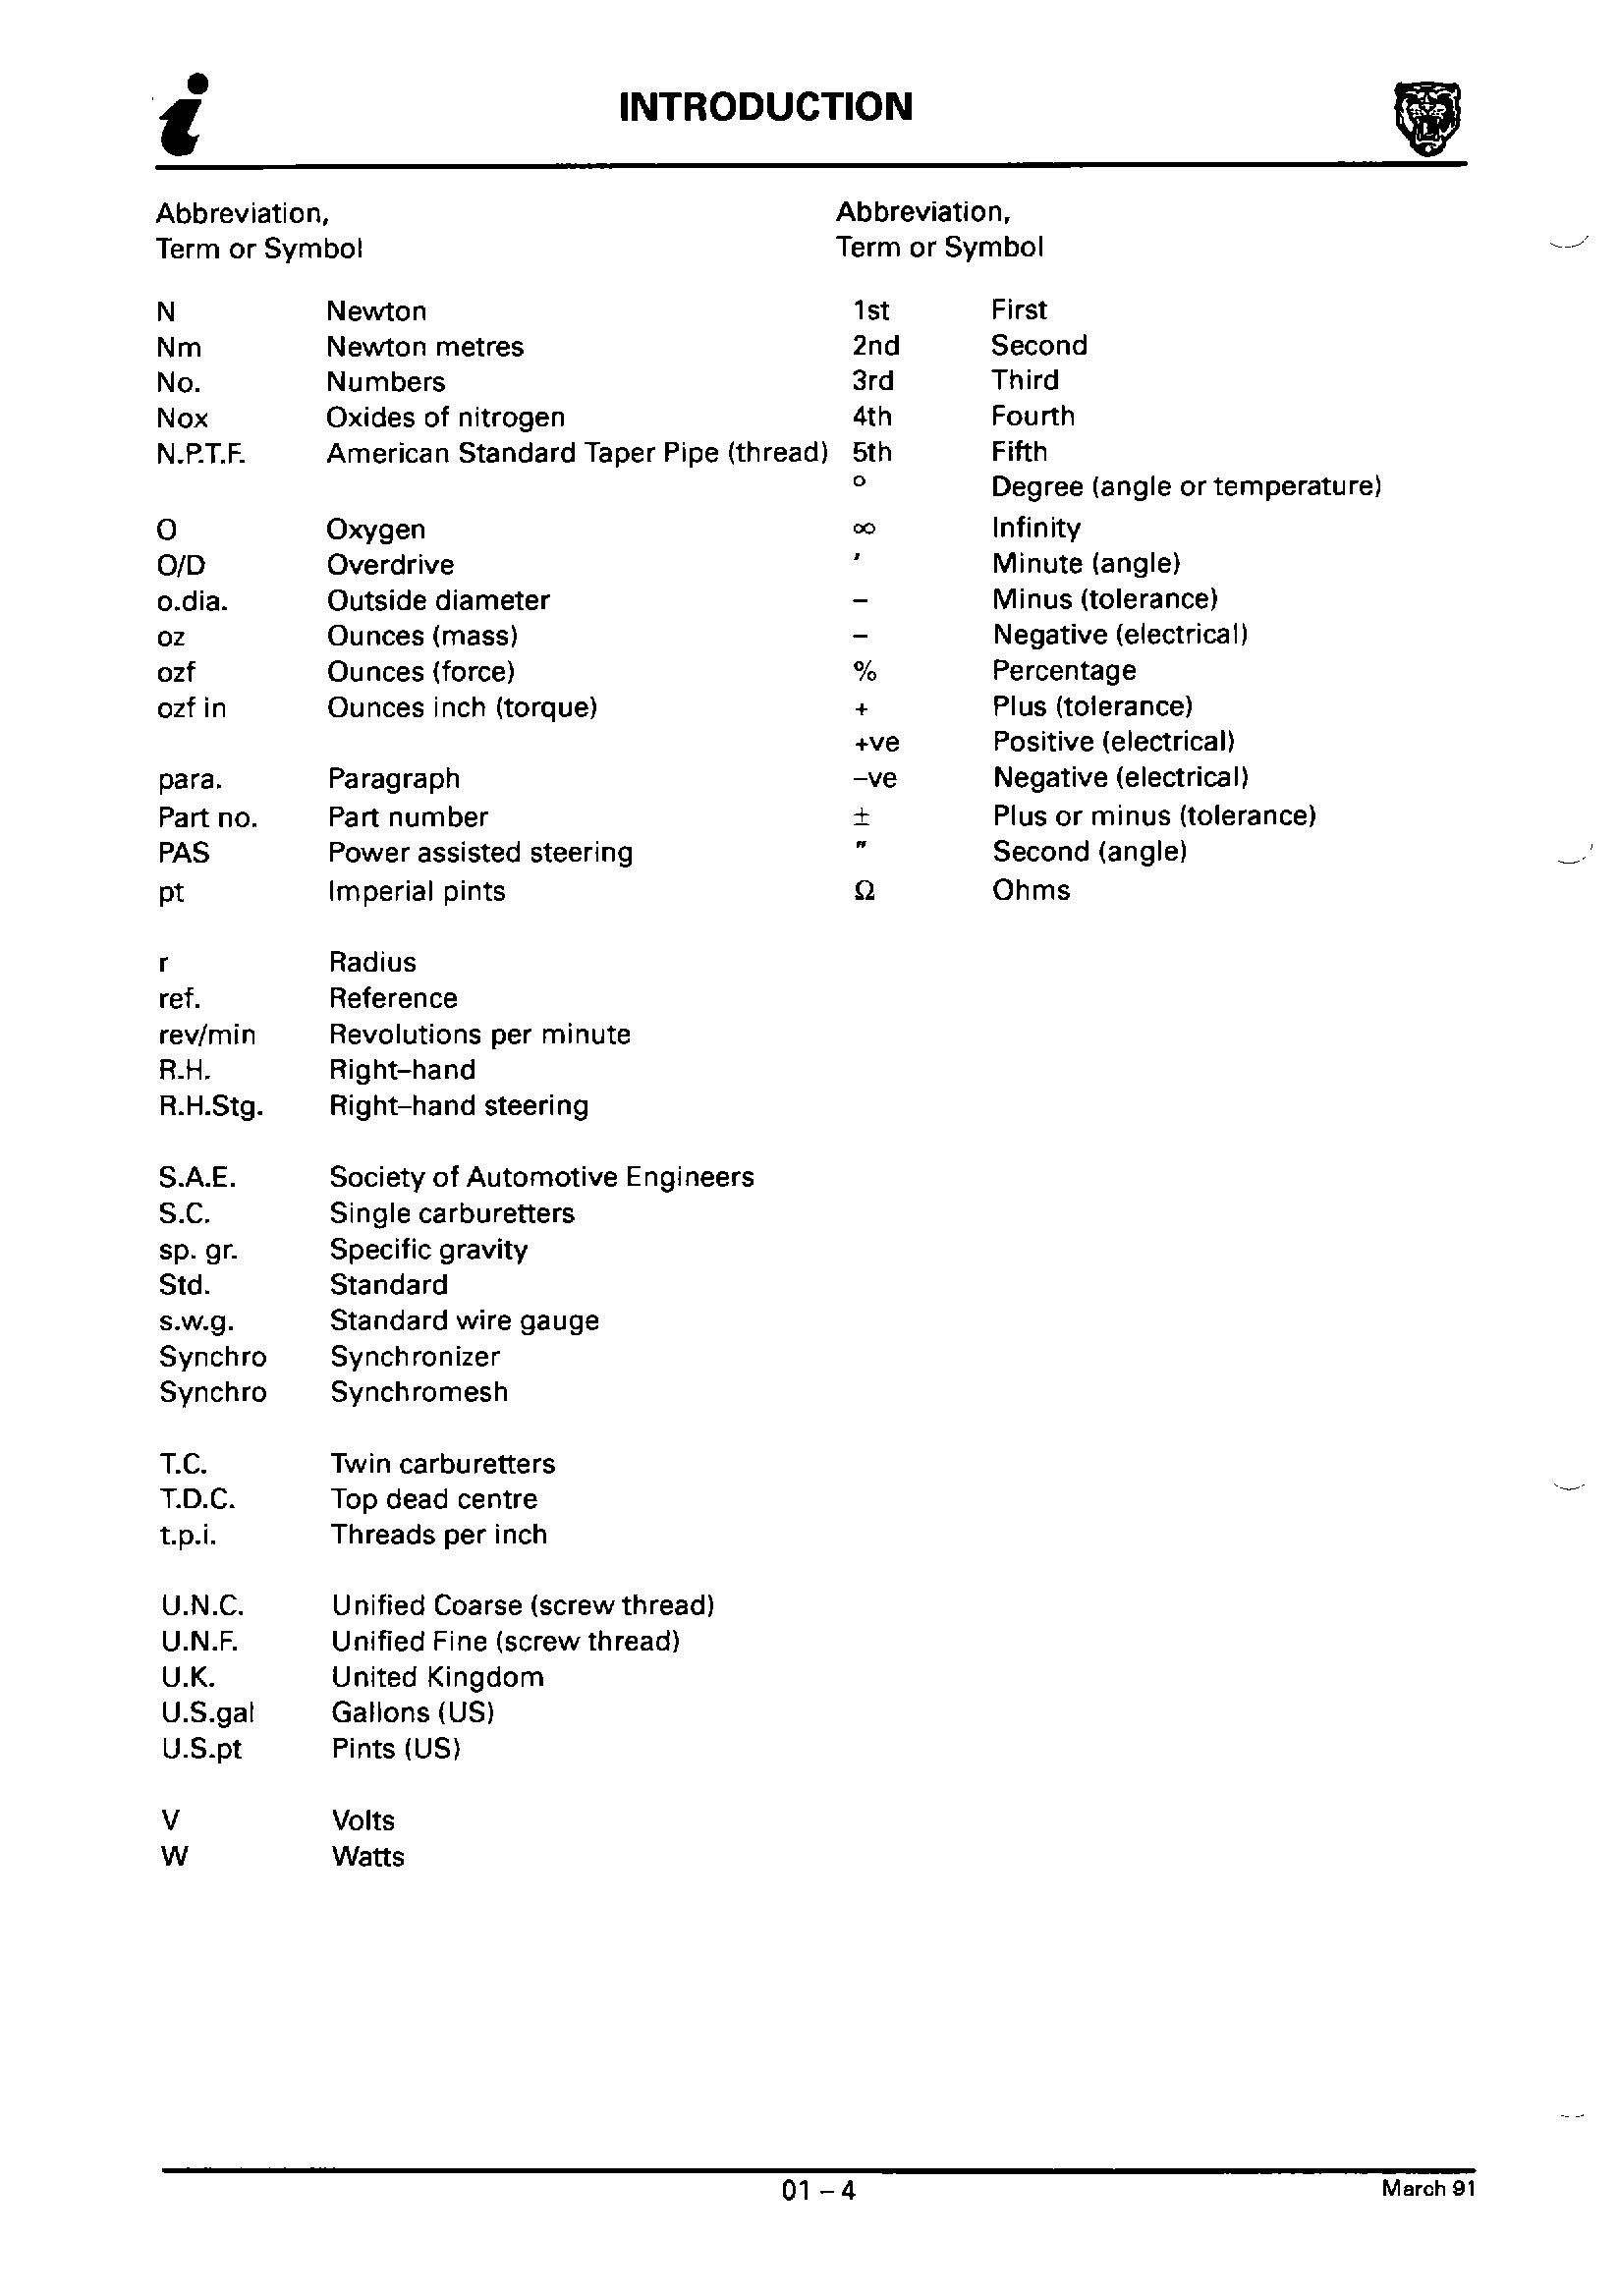 INTRODUCTION
Abbreviation,
Term or Symbol
N Newton
Nm Newton metres
No. Numbers
Nox Oxides of nitrogen
N.P.T.F. American Standard Taper Pipe (thread)
O Oxygen
O/D Overdrive
o.dia. Outside diameter
oz Ounces (mass)
ozf Ounces (force)
ozf in Ounces inch (torque)
para. Paragraph
Part no. Part number
PAS Power assisted steering
pt Imperial pints
r Radius
ref. Reference
rev/min Revolutions per minute
R.H. Right–hand
R.H.Stg. Right–hand steering
S.A.E. Society of Automotive Engineers
S.C. Single carburetters
sp. gr. Specific gravity
Std. Standard
s.w.g. Standard wire gauge
Synchro Synchronizer
Synchro Synchromesh
T.C. Twin carburetters
T.D.C. Top dead centre
t.p.i. Threads per inch
U.N.C. Unified Coarse (screw thread)
U.N.F. Unified Fine (screw thread)
U.K. United Kingdom
U.S.gal Gallons (US)
U.S.pt Pints (US)
V Volts
W Watts
Abbreviation,
Term or Symbol
1st First
2nd Second
3rd Third
4th Fourth
5th Fifth
° Degree (angle or temperature)
∞ Infinity
′ Minute (angle)
– Minus (tolerance)
– Negative (electrical)
% Percentage
+ Plus (tolerance)
+ve Positive (electrical)
–ve Negative (electrical)
± Plus or minus (tolerance)
″ Second (angle)
Ω Ohms
01 – 4
March 91